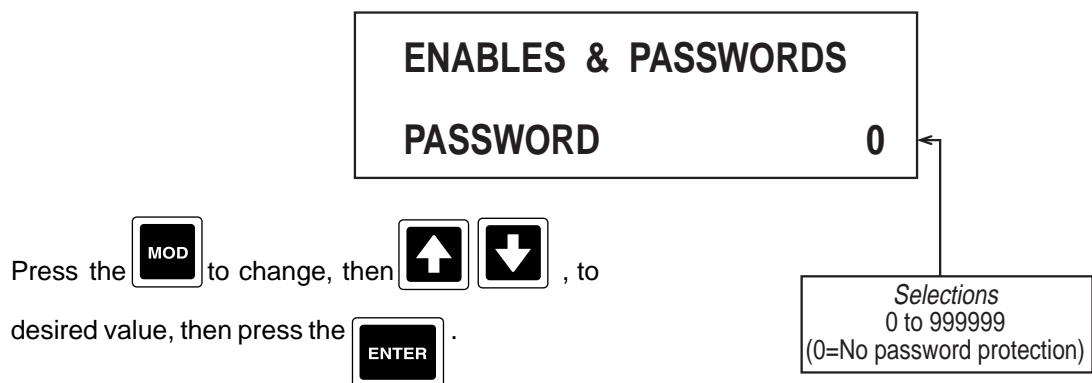 ENABLES & PASSWORDS
PASSWORD 0
Press the MOD to change, then , to
desired value, then press the ENTER .
Selections
0 to 999999
(0=No password protection)